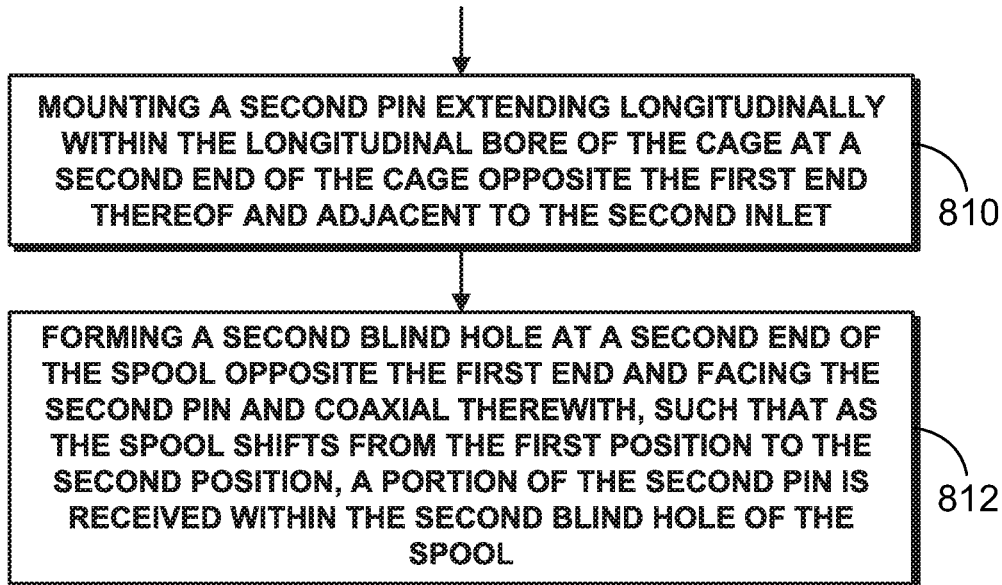 MOUNTING A SECOND PIN EXTENDING LONGITUDINALLY
WITHIN THE LONGITUDINAL BORE OF THE CAGE AT A
SECOND END OF THE CAGE OPPOSITE THE FIRST END
THEREOF AND ADJACENT TO THE SECOND INLET
810
FORMING A SECOND BLIND HOLE AT A SECOND END OF
THE SPOOL OPPOSITE THE FIRST END AND FACING THE
SECOND PIN AND COAXIAL THEREWITH, SUCH THAT AS
THE SPOOL SHIFTS FROM THE FIRST POSITION TO THE
SECOND POSITION, A PORTION OF THE SECOND PIN IS
RECEIVED WITHIN THE SECOND BLIND HOLE OF THE
SPOOL
812